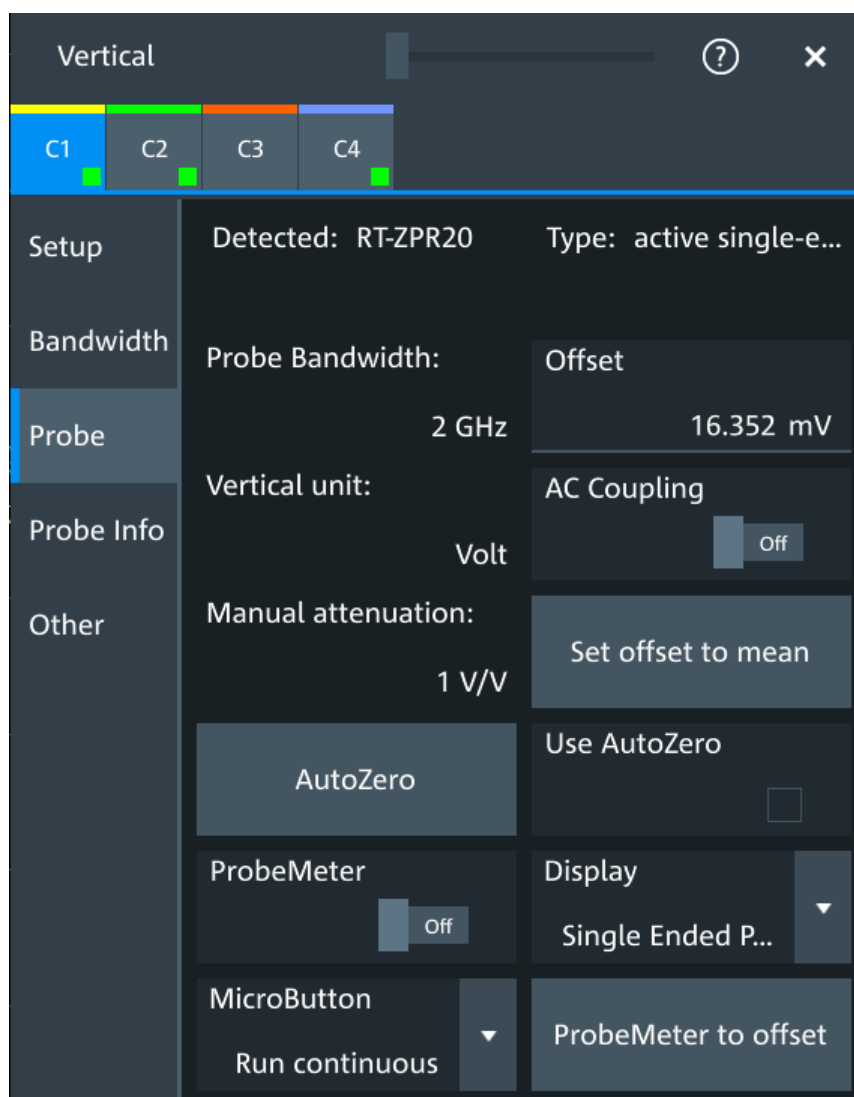 Vertical
?
C1 C2 C3 C4
Setup
Bandwidth
Probe
Probe Info
Other
Detected: RT-ZPR20 Type: active single-e...
Probe Bandwidth:
2 GHz
Offset
16.352 mV
Vertical unit:
Volt
AC Coupling
Off
Manual attenuation:
1 V/V
Set offset to mean
AutoZero
Use AutoZero
ProbeMeter
Off
Display
Single Ended P...
MicroButton
Run continuous
ProbeMeter to offset